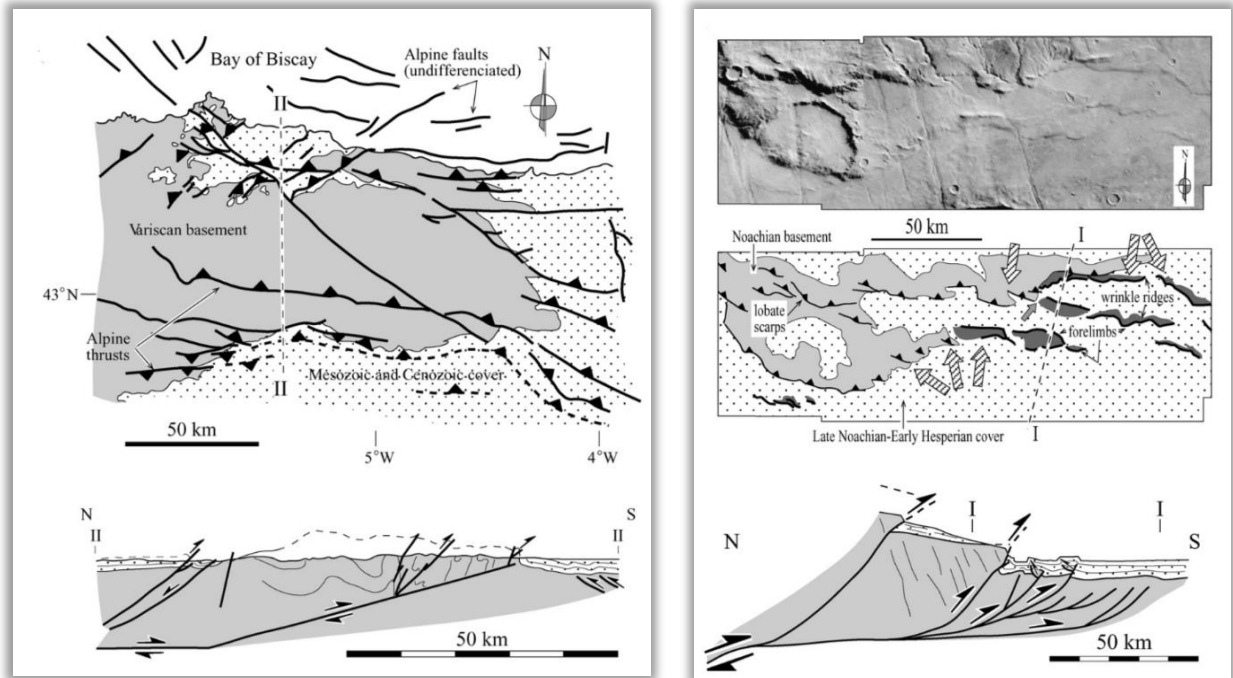 Bay of Biscay
Alpine faults
(undifferenciated)
N
II
Variscan basement
43°N
Alpine
thrusts
II
Mesozoic and Cenozoic cover
50 km
5°W
4°W
N
II
S
II
50 km
N
50 km
I
Noachian basement
wrinkle ridges
lobate
scarps
forelimbs
I
Late Noachian-Early Hesperian cover
I
I
N
S
50 km